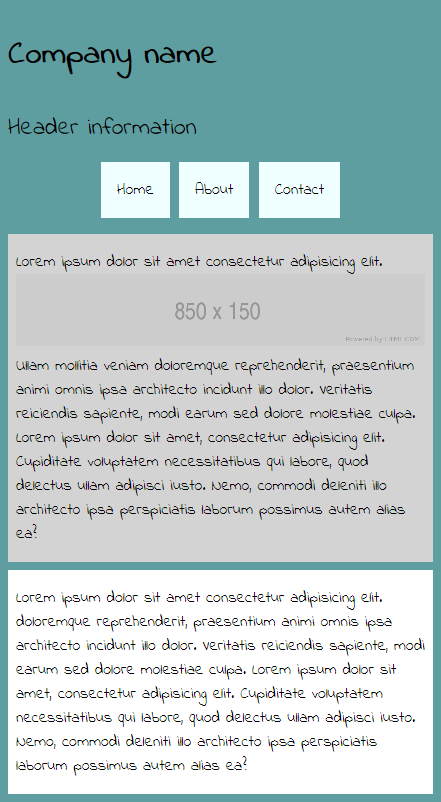 Company name
Header information
Home
About
Contact
Lorem ipsum dolor sit amet consectetur adipisicing elit.
850 x 150
Powered by HTML.COM
Ullam mollitia veniam doloremque reprehenderit, praesentium
animi omnis ipsa architecto incidunt illo dolor. Veritatis
reiciendis sapiente, modi earum sed dolore molestiae culpa.
Lorem ipsum dolor sit amet, consectetur adipisicing elit.
Cupiditate voluptatem necessitatibus qui labore, quod
delectus ullam adipisci iusto. Nemo, commodi deleniti illo
architecto ipsa perspiciatis laborum possimus autem alias
ea?
Lorem ipsum dolor sit amet consectetur adipisicing elit.
doloremque reprehenderit, praesentium animi omnis ipsa
architecto incidunt illo dolor. Veritatis reiciendis sapiente, modi
earum sed dolore molestiae culpa. Lorem ipsum dolor sit
amet, consectetur adipisicing elit. Cupiditate voluptatem
necessitatibus qui labore, quod delectus ullam adipisci iusto.
Nemo, commodi deleniti illo architecto ipsa perspiciatis
laborum possimus autem alias ea?